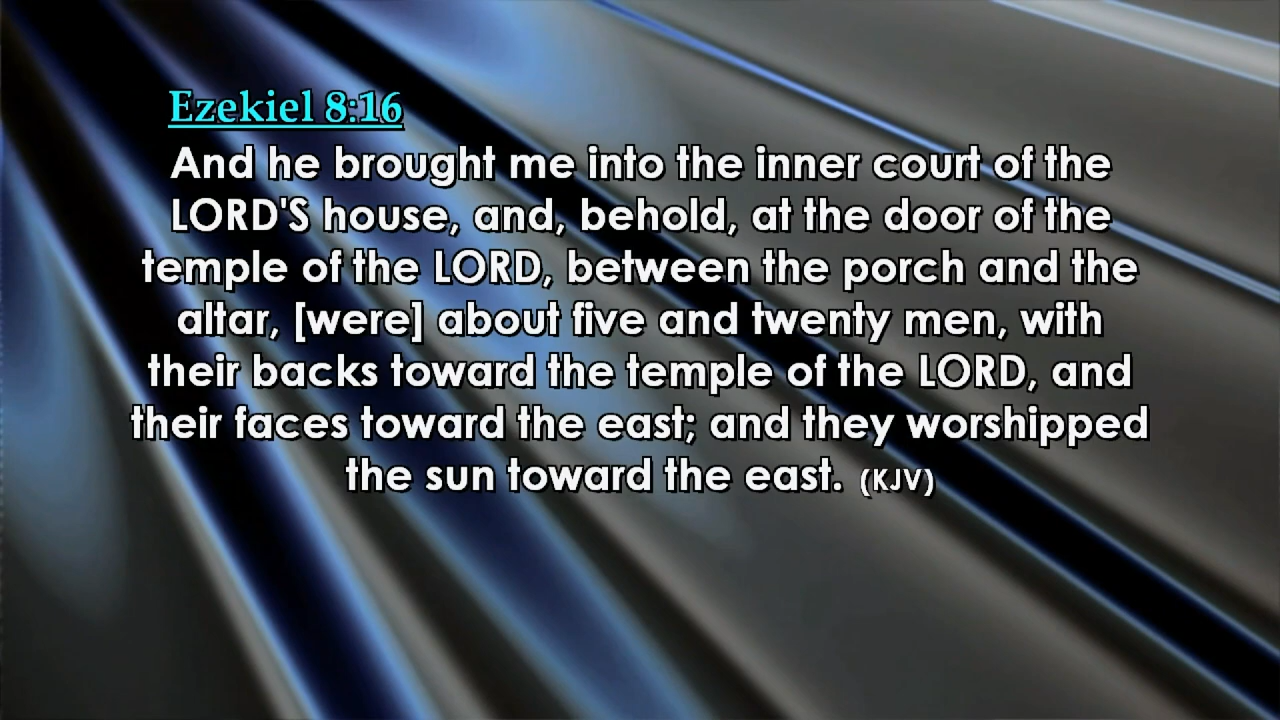 Ezekiel 8:16
And he brought me into the inner court of the
LORD'S house, and, behold, at the door of the
temple of the LORD, between the porch and the
altar, [were] about five and twenty men, with
their backs toward the temple of the LORD, and
their faces toward the east; and they worshipped
the sun toward the east. (KJV)